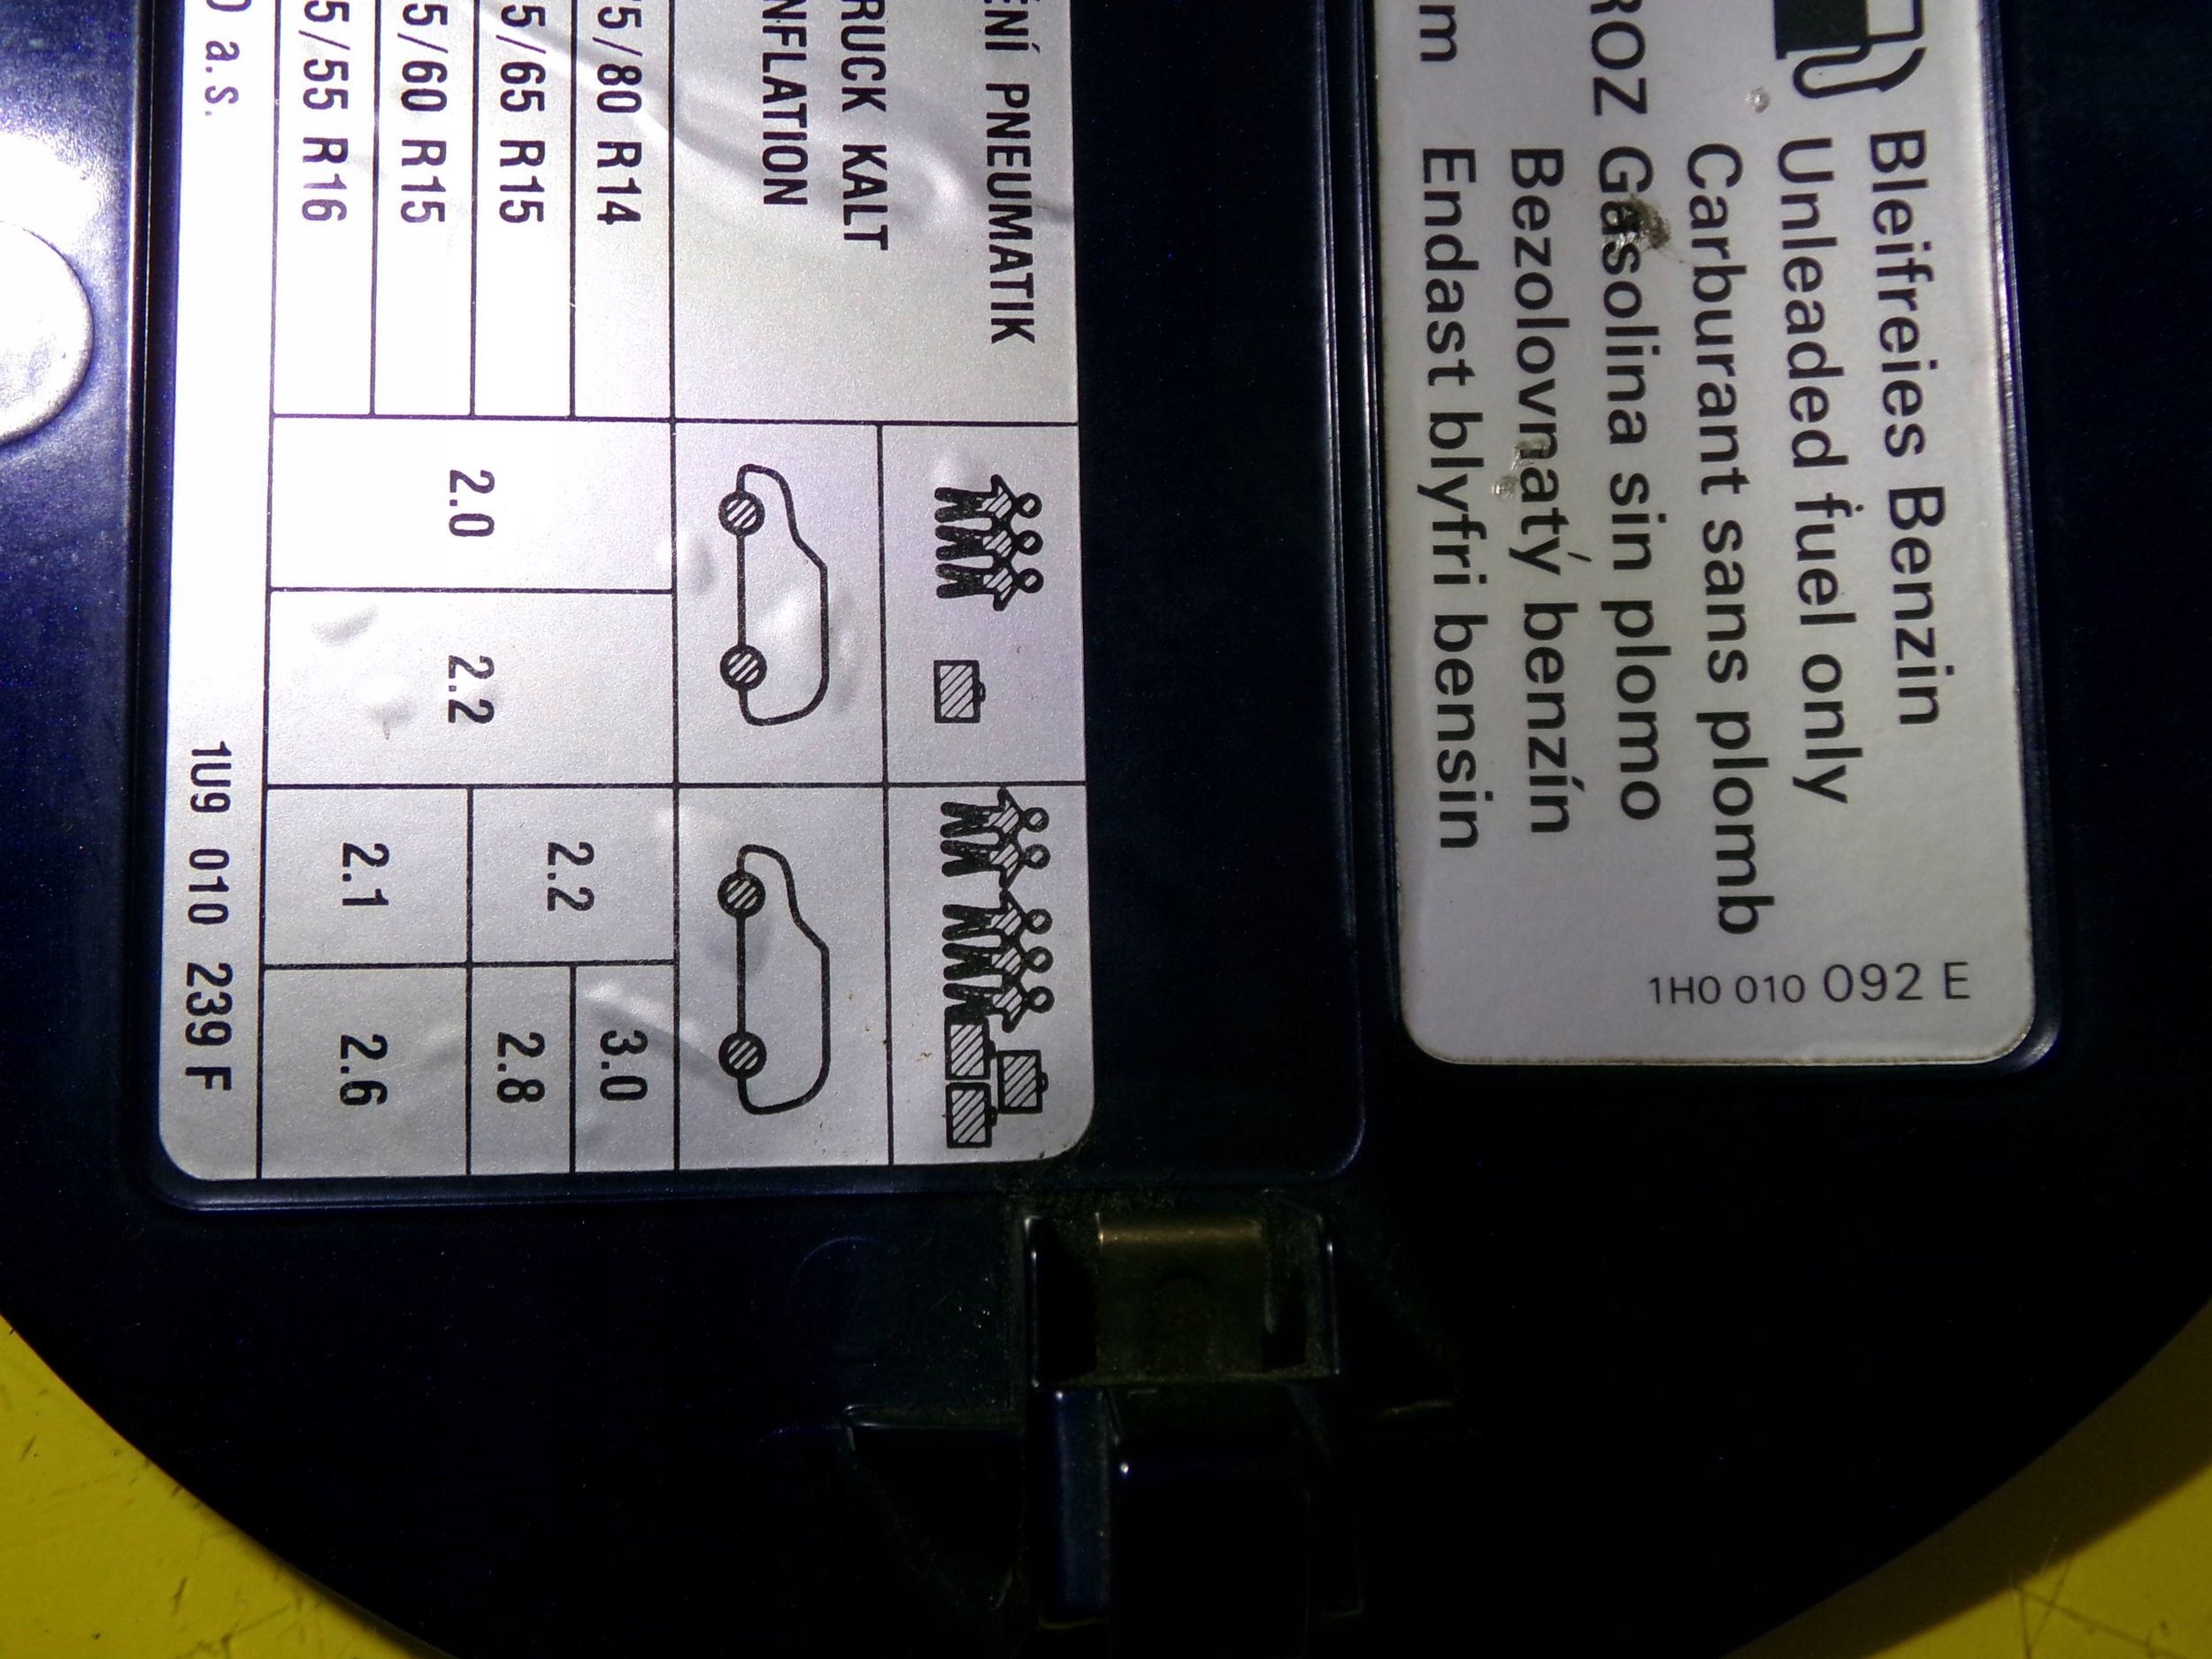 Bleifreies Benzin
Unleaded fuel only
Carburant sans plomb
ROZ Gasolina sin plomo
Bezolovnatý benzín
m Endast blyfri bensin
1H0 010 092 E
ENÍ PNEUMATIK
RUCK KALT
NFLATION
5/80 R14 3.0
2.2
5/65 R15 2.8
2.0 2.2
5/60 R15
2.1 2.6
5/55 R16
a.s. 1U9 010 239 F